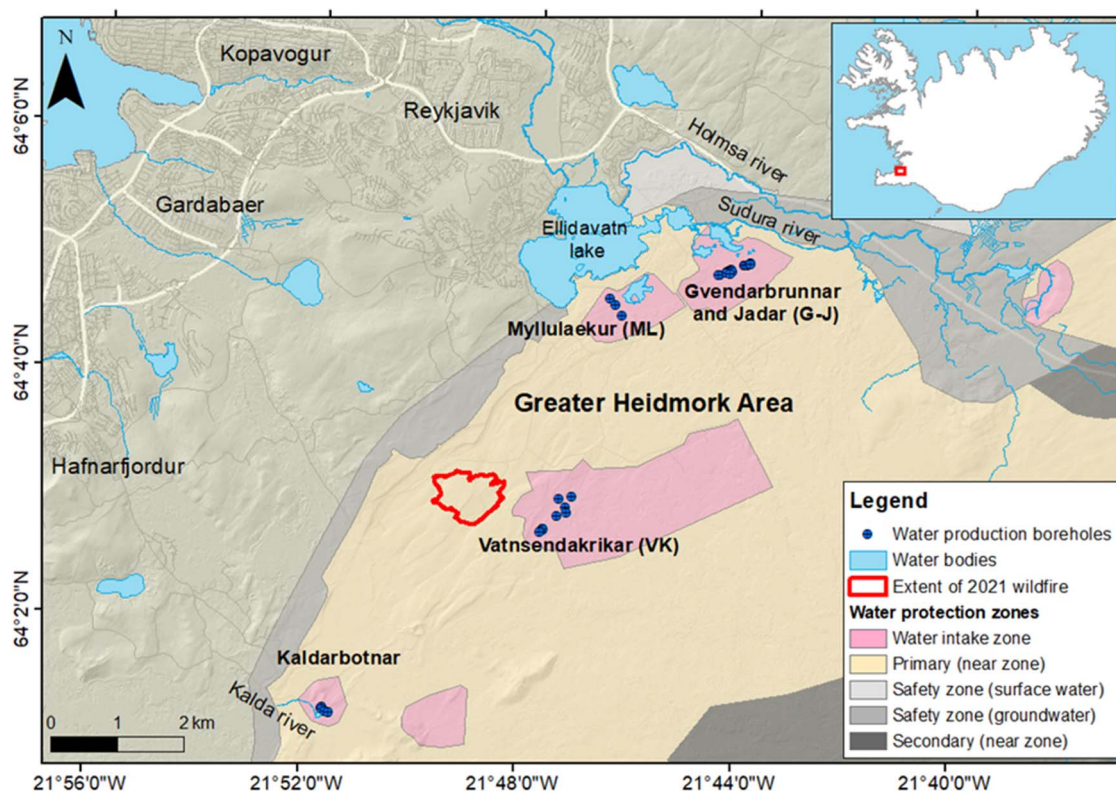 N
Kopavogur
Reykjavik
Holmsa river
Gardabaer
Ellidavatn
lake
Sudura river
Gvendarbrunnar
and Jadar (G-J)
Myllulaekur (ML)
Greater Heidmork Area
Hafnarfjordur
Vatnsendakrikar (VK)
Kaldarbotnar
Kalda river
0 1 2 km
64°6'0"N
64°4'0"N
64°2'0"N
21°56'0"W 21°52'0"W 21°48'0"W 21°44'0"W 21°40'0"W
Legend
Water production boreholes
Water bodies
Extent of 2021 wildfire
Water protection zones
Water intake zone
Primary (near zone)
Safety zone (surface water)
Safety zone (groundwater)
Secondary (near zone)